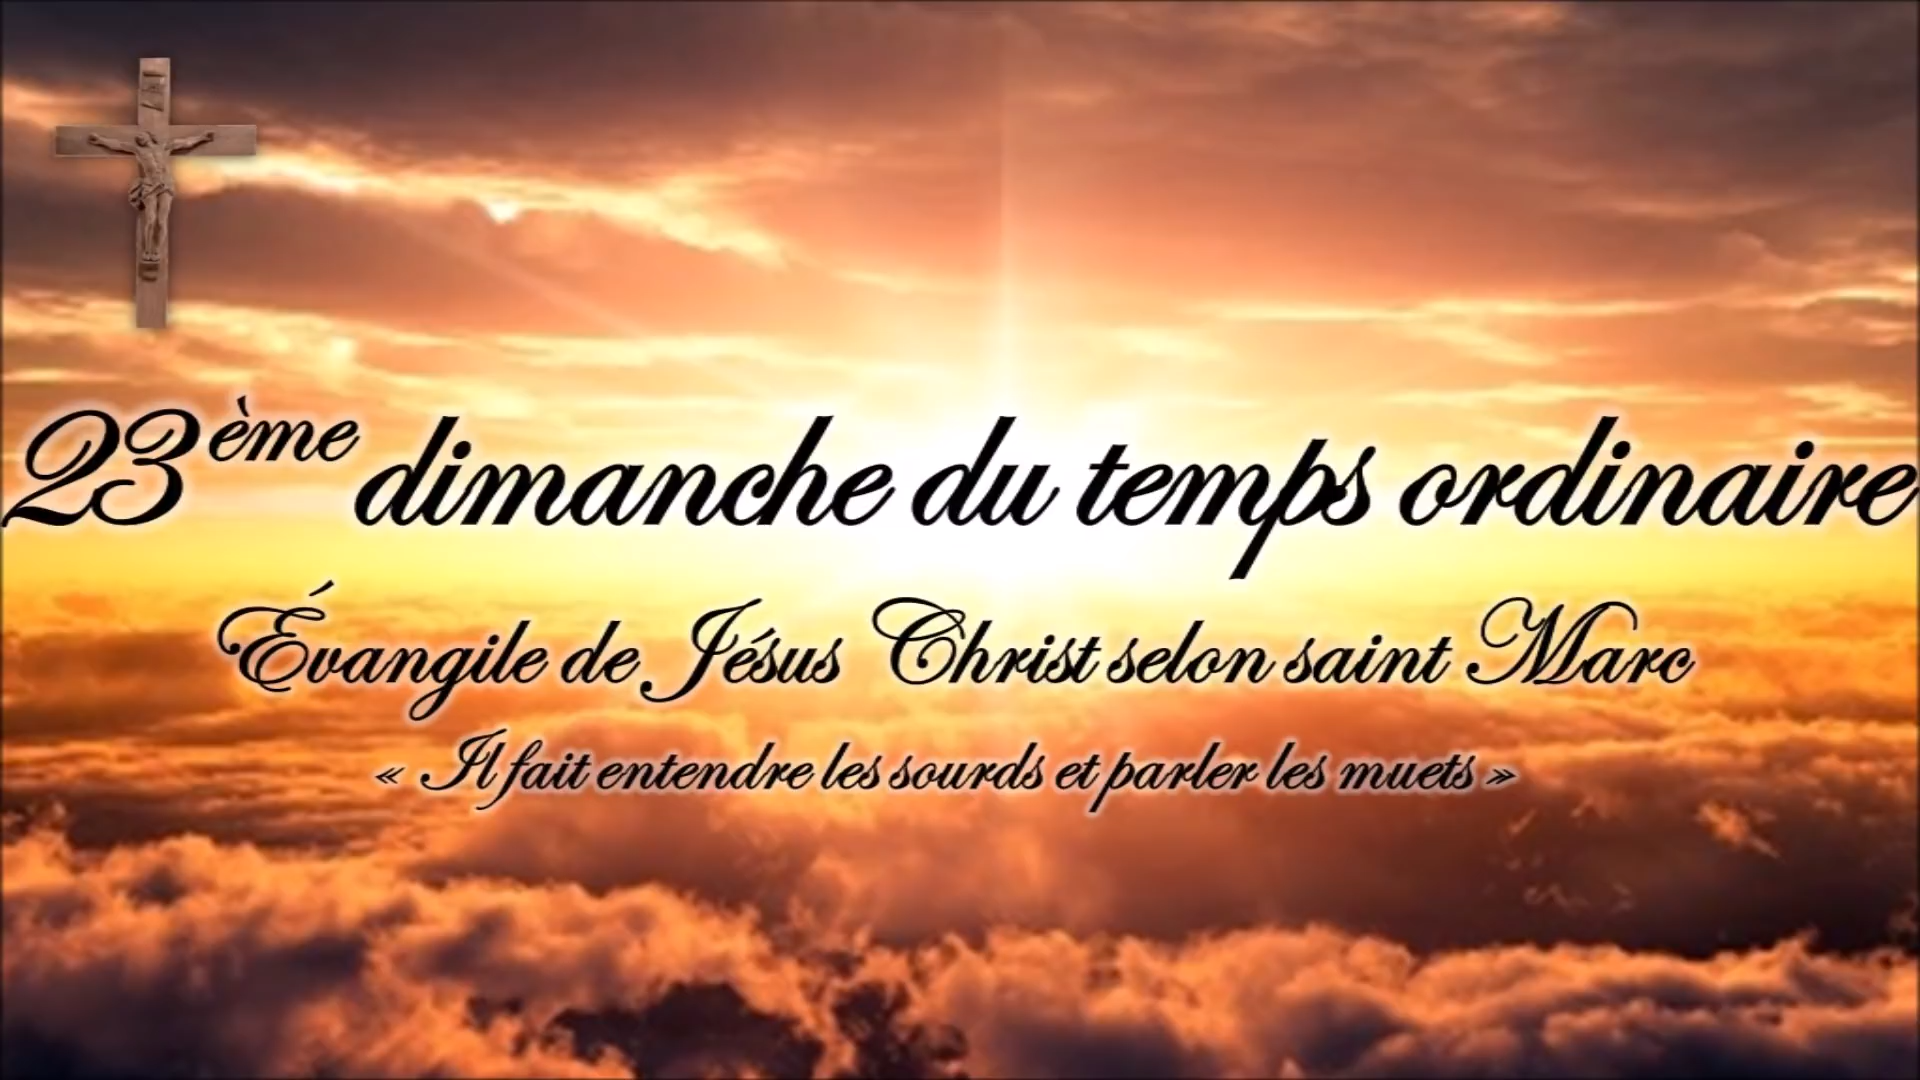 23ème dimanche du temps ordinaire
Évangile de Jésus Christ selon saint Marc
« Il fait entendre les sourds et parler les muets »